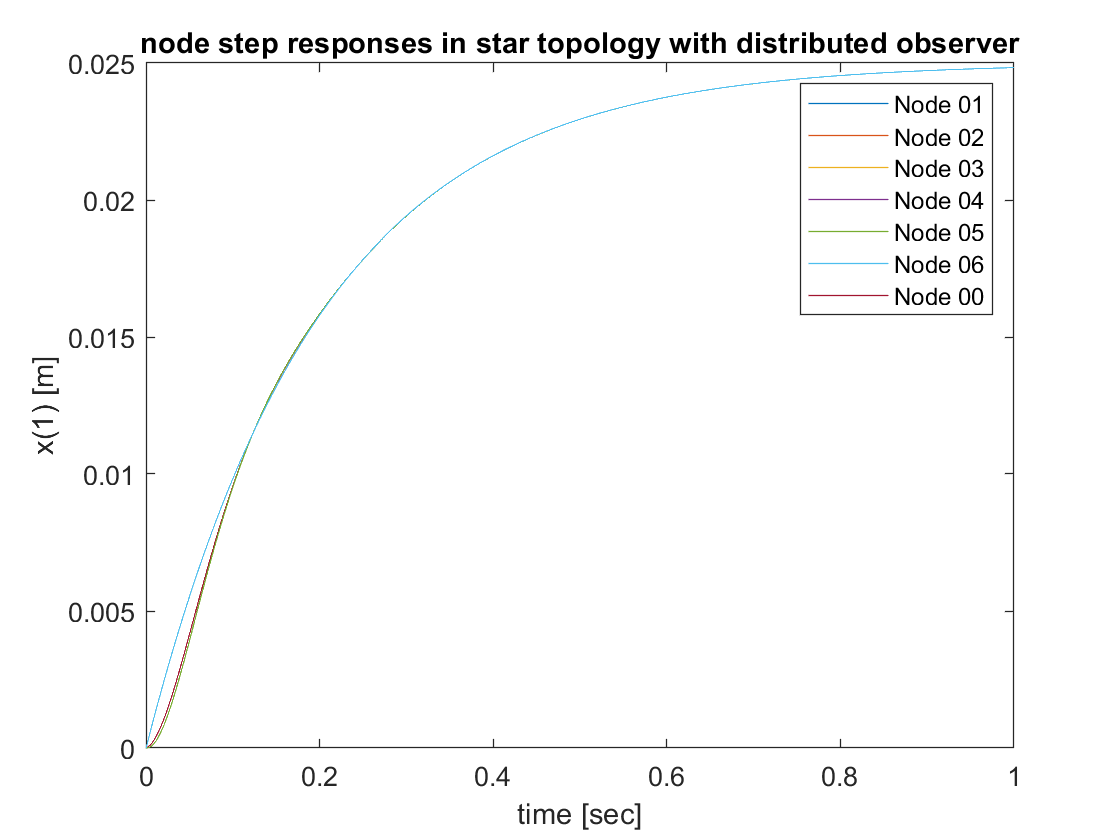 node step responses in star topology with distributed observer
0.025
0.02
0.015
0.01
0.005
0
x(1) [m]
Node 01
Node 02
Node 03
Node 04
Node 05
Node 06
Node 00
0 0.2 0.4 0.6 0.8 1
time [sec]